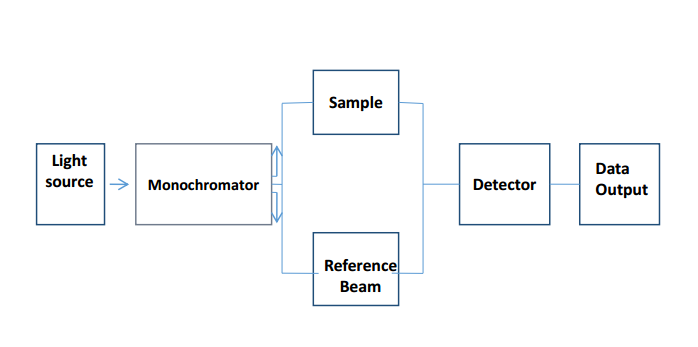 Light
source
Monochromator
Sample
Reference
Beam
Detector
Data
Output